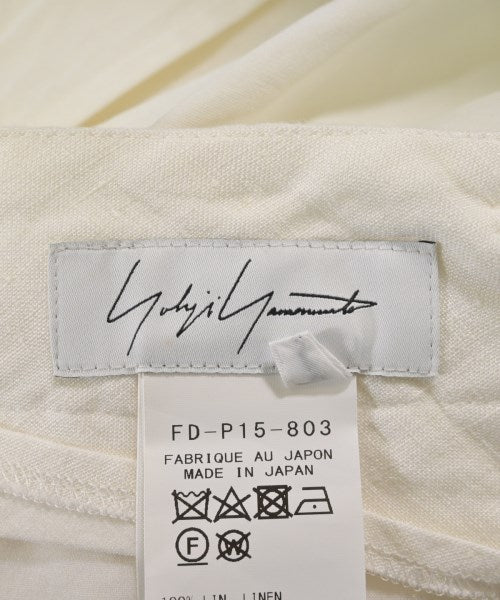 Yohji Yamamoto
FD-P15-803
FABRIQUE AU JAPON
MADE IN JAPAN
F
W
100% LIN LINEN